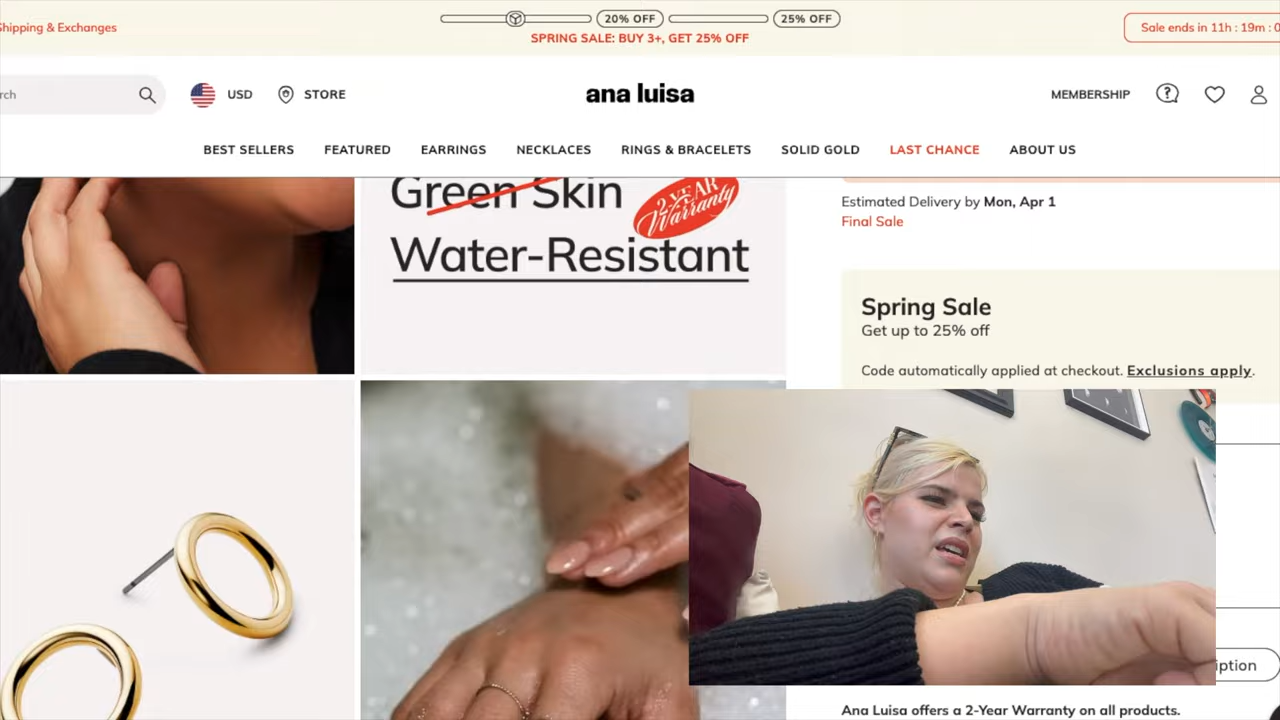 Shipping & Exchanges
20% OFF
25% OFF
SPRING SALE: BUY 3+, GET 25% OFF
Sale ends in 11h : 19m :
USD
STORE
ana luisa
MEMBERSHIP
BEST SELLERS
FEATURED
EARRINGS
NECKLACES
RINGS & BRACELETS
SOLID GOLD
LAST CHANCE
ABOUT US
Green Skin
2-YEAR
Warranty
Water-Resistant
Estimated Delivery by Mon, Apr 1
Final Sale
Spring Sale
Get up to 25% off
Code automatically applied at checkout. Exclusions apply.
Ana Luisa offers a 2-Year Warranty on all products.